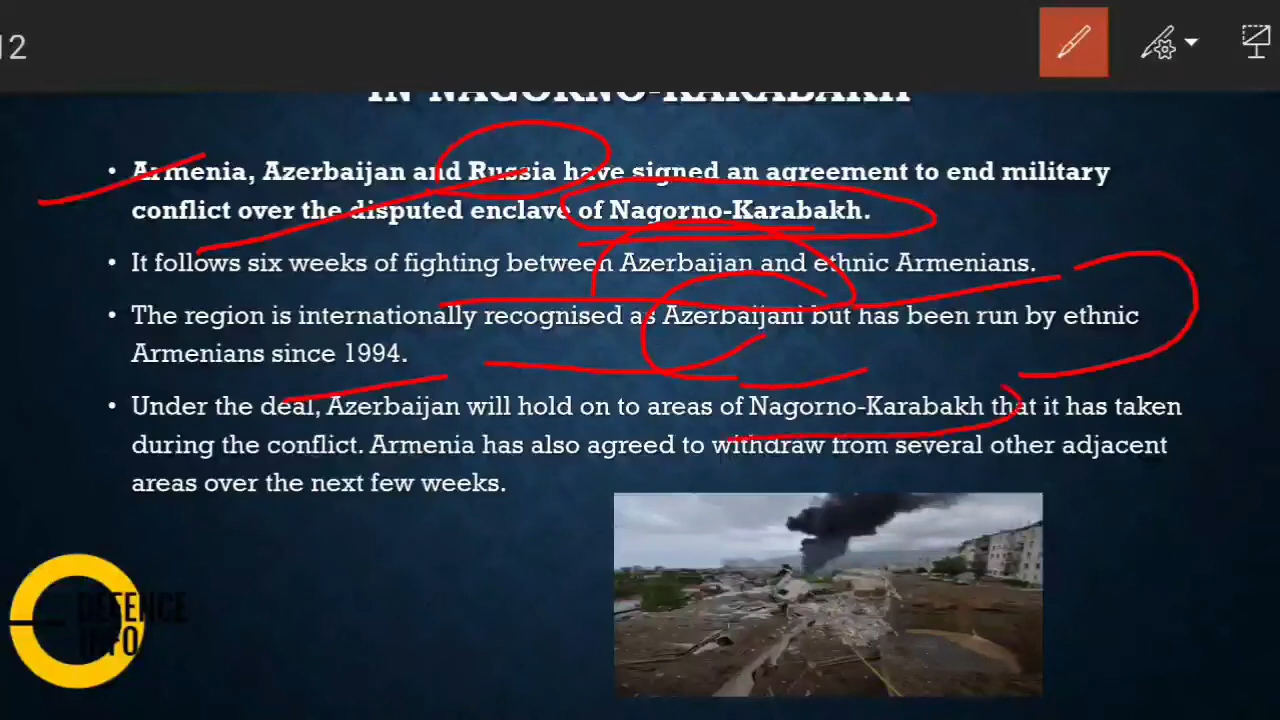 12
IN NAGORNO-KARABAKH
• Armenia, Azerbaijan and Russia have signed an agreement to end military
conflict over the disputed enclave of Nagorno-Karabakh.
• It follows six weeks of fighting between Azerbaijan and ethnic Armenians.
• The region is internationally recognised as Azerbaijani but has been run by ethnic
Armenians since 1994.
• Under the deal, Azerbaijan will hold on to areas of Nagorno-Karabakh that it has taken
during the conflict. Armenia has also agreed to withdraw from several other adjacent
areas over the next few weeks.
DEFENCE
INFO